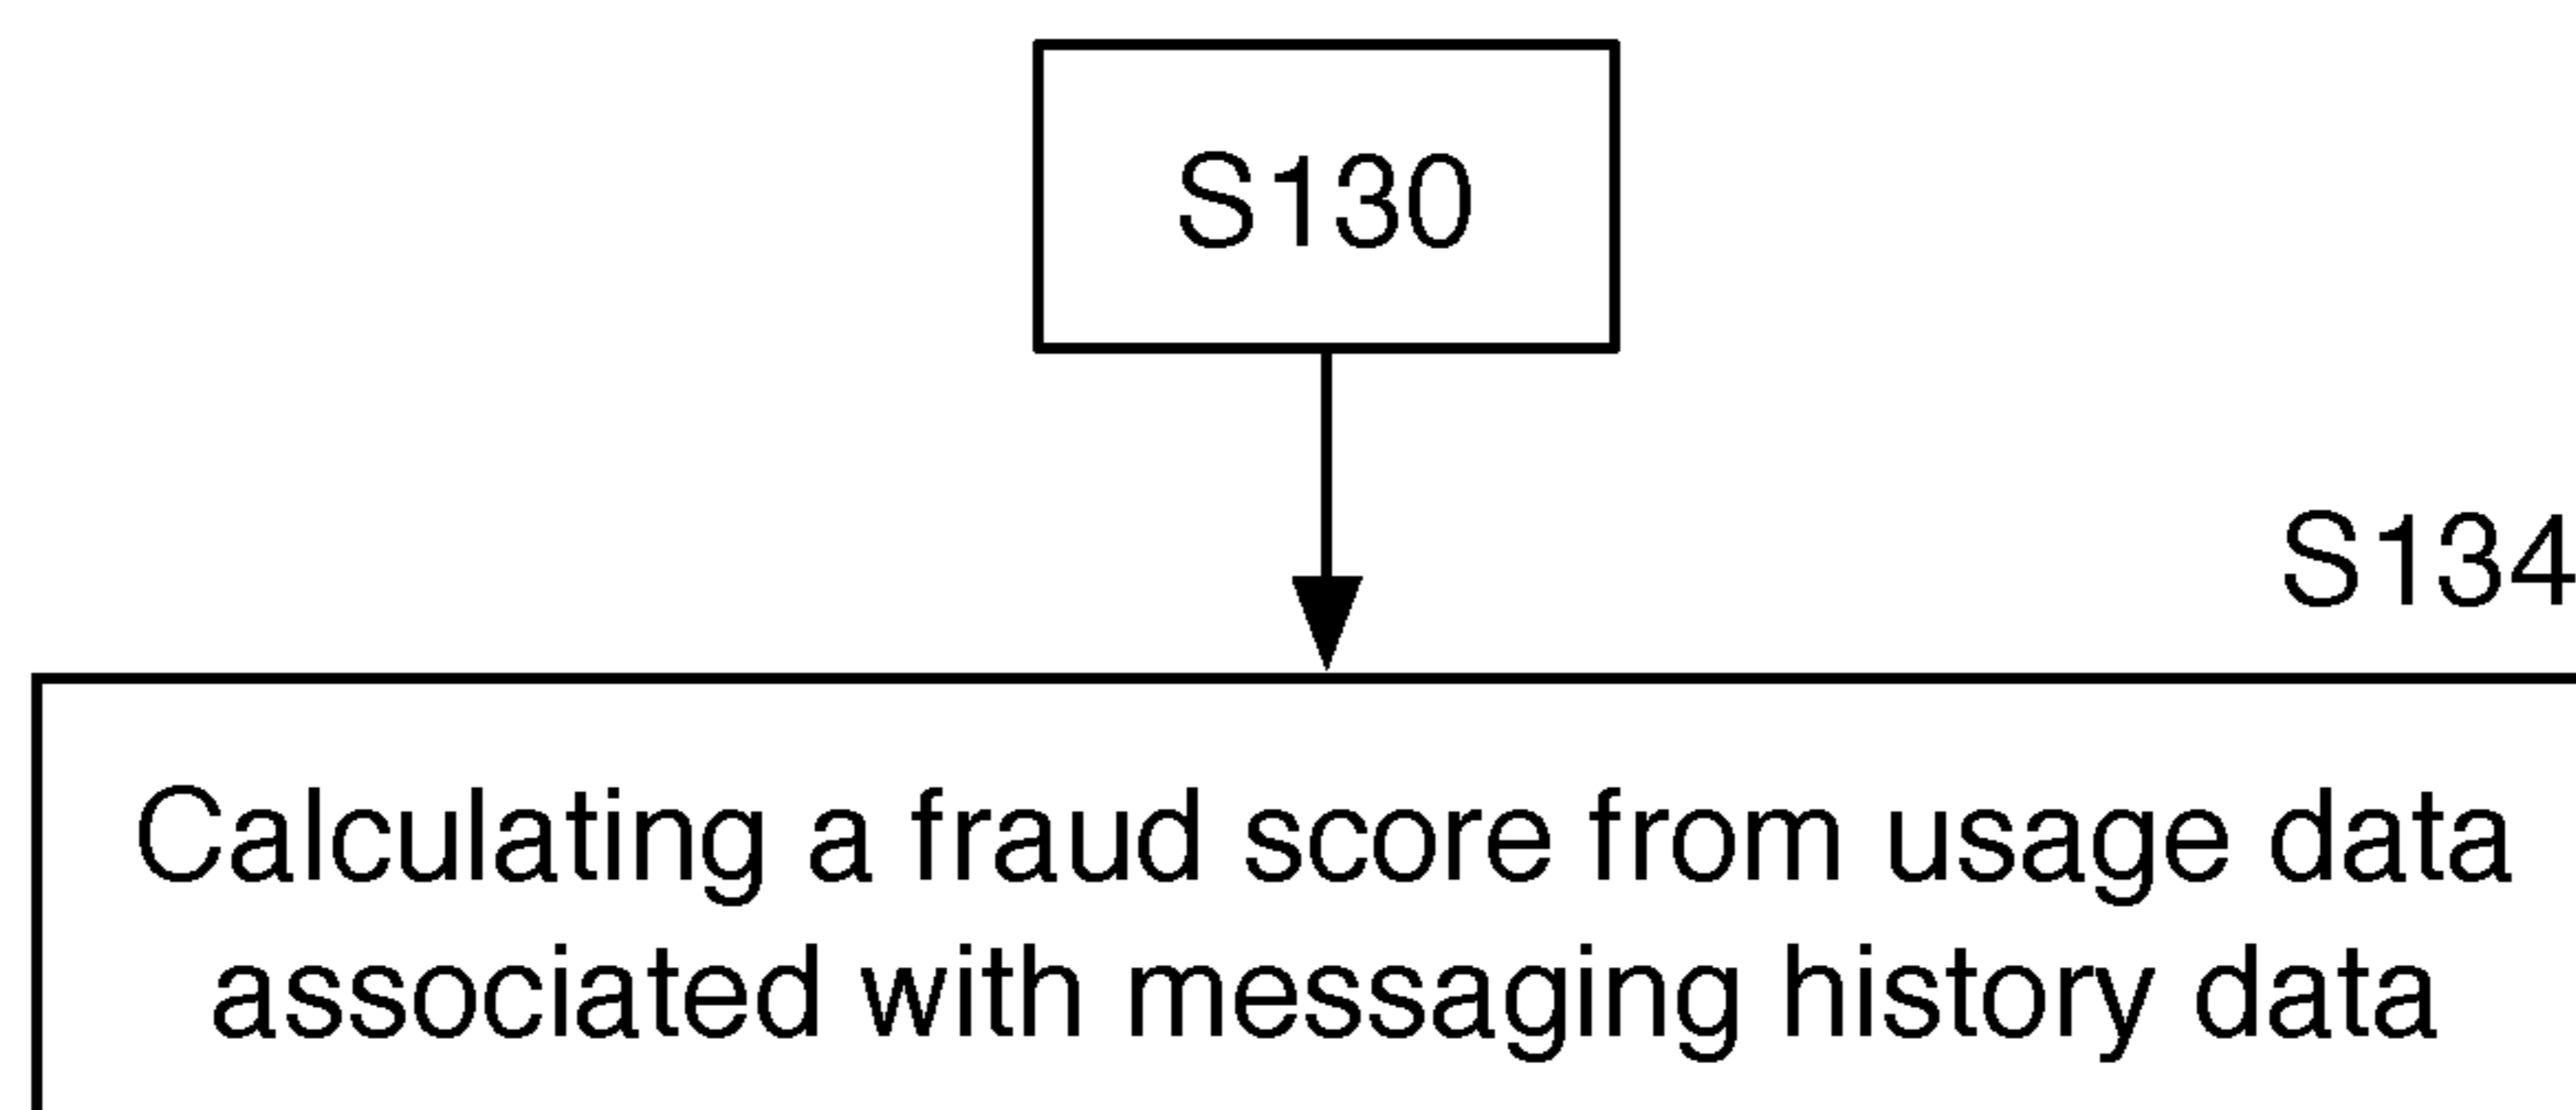 S130
S134
Calculating a fraud score from usage data
associated with messaging history data